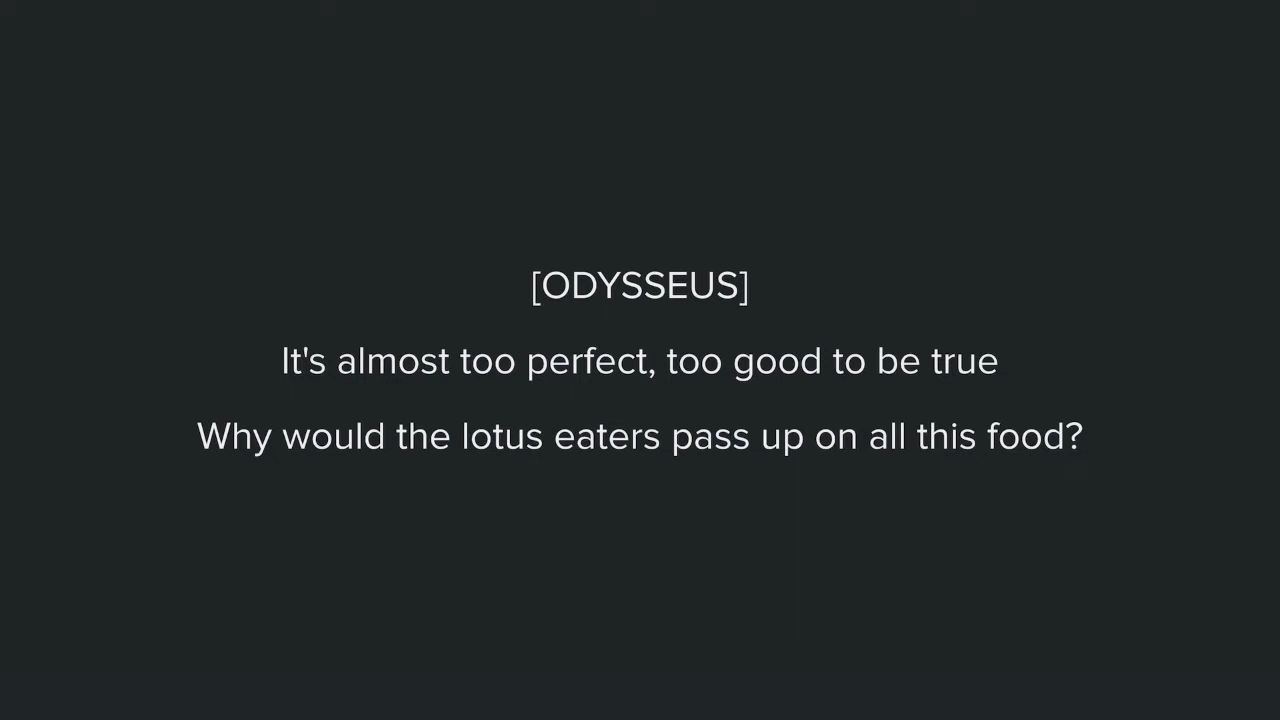 [ODYSSEUS]
It's almost too perfect, too good to be true
Why would the lotus eaters pass up on all this food?